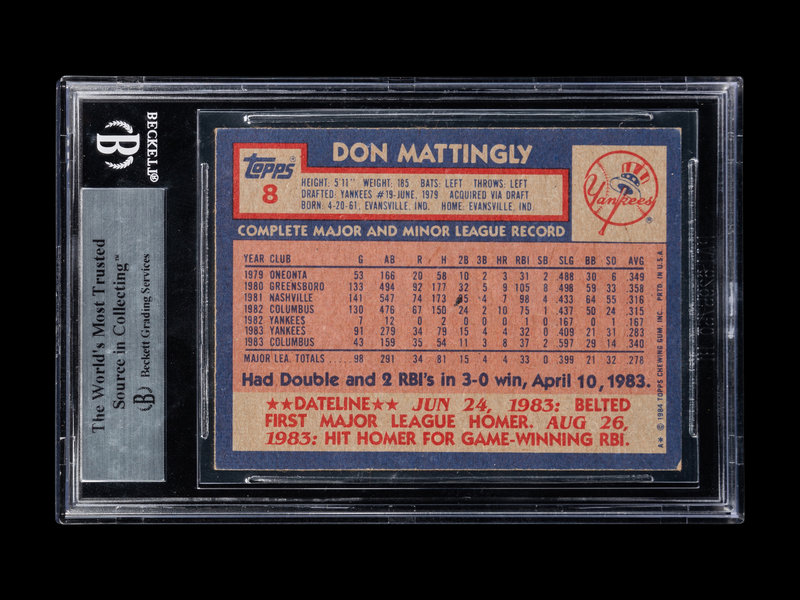 BECKETT®
B
The World's Most Trusted
Source in Collecting™
B Beckett Grading Services
DON MATTINGLY
topps®
8
HEIGHT: 5'11" WEIGHT: 185 BATS: LEFT THROWS: LEFT
DRAFTED: YANKEES #19-JUNE, 1979 ACQUIRED VIA DRAFT
BORN: 4-20-61, EVANSVILLE, IND. HOME: EVANSVILLE, IND.
Yankees ®
COMPLETE MAJOR AND MINOR LEAGUE RECORD
YEAR CLUB G AB R H 2B 3B HR RBI SB SLG BB SO AVG
1979 ONEONTA 53 166 20 58 10 2 3 31 2 .488 30 6 .349
1980 GREENSBORO 133 494 92 177 32 5 9 105 8 .498 59 33 .358
1981 NASHVILLE 141 547 74 173 35 4 7 98 4 .433 64 55 .316
1982 COLUMBUS 130 476 67 150 24 2 10 75 1 .437 50 24 .315
1982 YANKEES 7 12 0 2 0 0 0 1 0 .167 0 1 .167
1983 YANKEES 91 279 34 79 15 4 4 32 0 .409 21 31 .283
1983 COLUMBUS 43 159 35 54 11 3 8 37 2 .597 29 14 .340
MAJOR LEA. TOTALS 98 291 34 81 15 4 4 33 0 .399 21 32 .278
Had Double and 2 RBI's in 3-0 win, April 10, 1983.
★★DATELINE★★ JUN 24, 1983: BELTED
FIRST MAJOR LEAGUE HOMER. AUG 26,
1983: HIT HOMER FOR GAME-WINNING RBI.
A* © 1984 TOPPS CHEWING GUM, INC. PRTD. IN U.S.A.